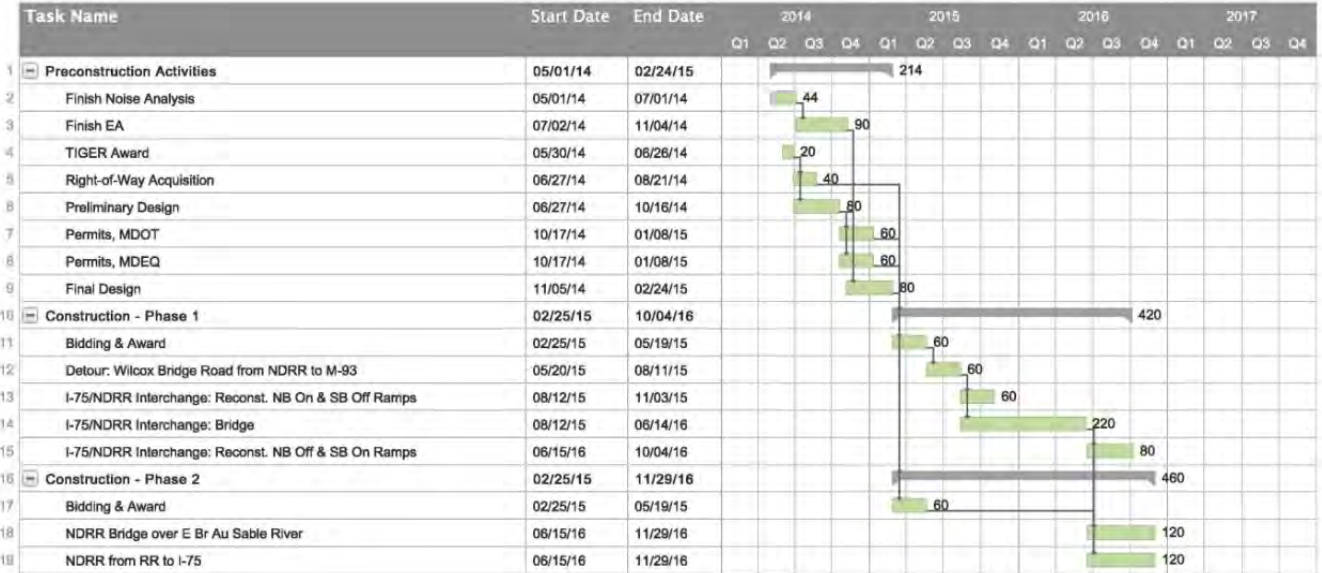 Task Name Start Date End Date 2014 2015 2016 2017
Q1 Q2 Q3 Q4 Q1 Q2 Q3 Q4 Q1 Q2 Q3 Q4 Q1 Q2 Q3 Q4
1 Preconstruction Activities 05/01/14 02/24/15 214
2 Finish Noise Analysis 05/01/14 07/01/14 44
3 Finish EA 07/02/14 11/04/14 90
4 TIGER Award 05/30/14 06/26/14 20
5 Right-of-Way Acquisition 06/27/14 08/21/14 40
6 Preliminary Design 06/27/14 10/16/14 80
7 Permits, MDOT 10/17/14 01/08/15 60
8 Permits, MDEQ 10/17/14 01/08/15 60
9 Final Design 11/05/14 02/24/15 80
10 Construction - Phase 1 02/25/15 10/04/16 420
11 Bidding & Award 02/25/15 05/19/15 60
12 Detour: Wilcox Bridge Road from NDRR to M-93 05/20/15 08/11/15 60
13 I-75/NDRR Interchange: Reconst. NB On & SB Off Ramps 08/12/15 11/03/15 60
14 I-75/NDRR Interchange: Bridge 08/12/15 06/14/16 220
15 I-75/NDRR Interchange: Reconst. NB Off & SB On Ramps 06/15/16 10/04/16 80
16 Construction - Phase 2 02/25/15 11/29/16 460
17 Bidding & Award 02/25/15 05/19/15 60
18 NDRR Bridge over E Br Au Sable River 06/15/16 11/29/16 120
19 NDRR from RR to I-75 06/15/16 11/29/16 120